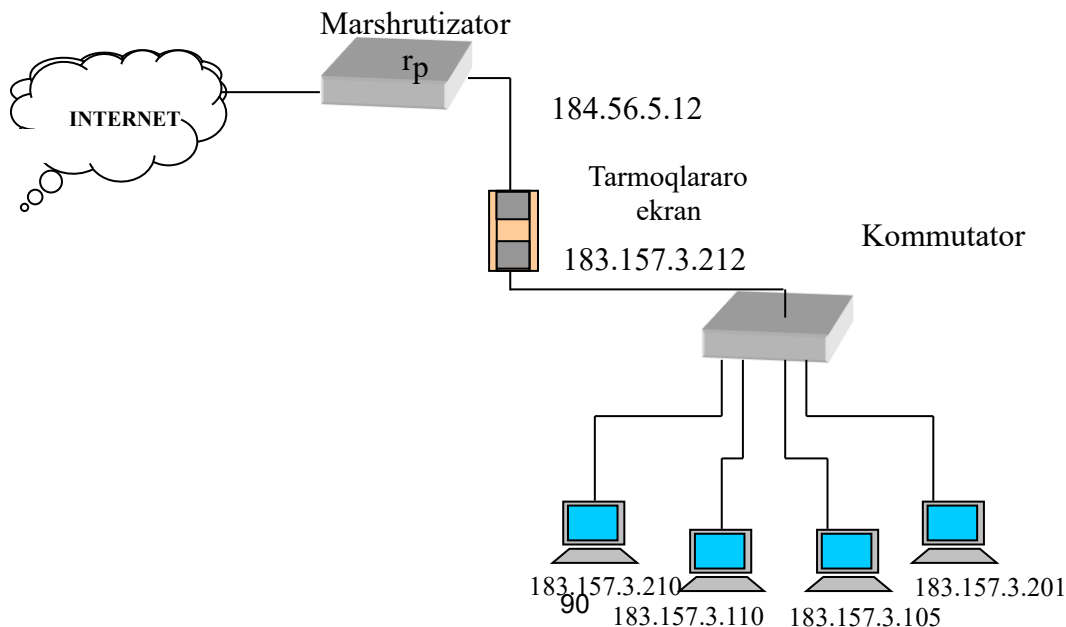 Marshrutizator
rp
INTERNET
184.56.5.12
Tarmoqlararo
ekran
Kommutator
183.157.3.212
183.157.3.210
183.157.3.201
90
183.157.3.110
183.157.3.105